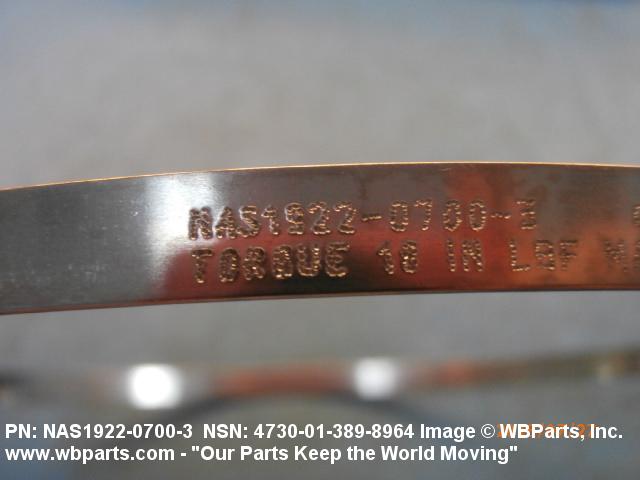 NAS1922-0700-3
TORQUE 10 IN LBF
PN: NAS1922-0700-3 NSN: 4730-01-389-8964 Image © WBParts, Inc.
www.wbparts.com - "Our Parts Keep the World Moving"